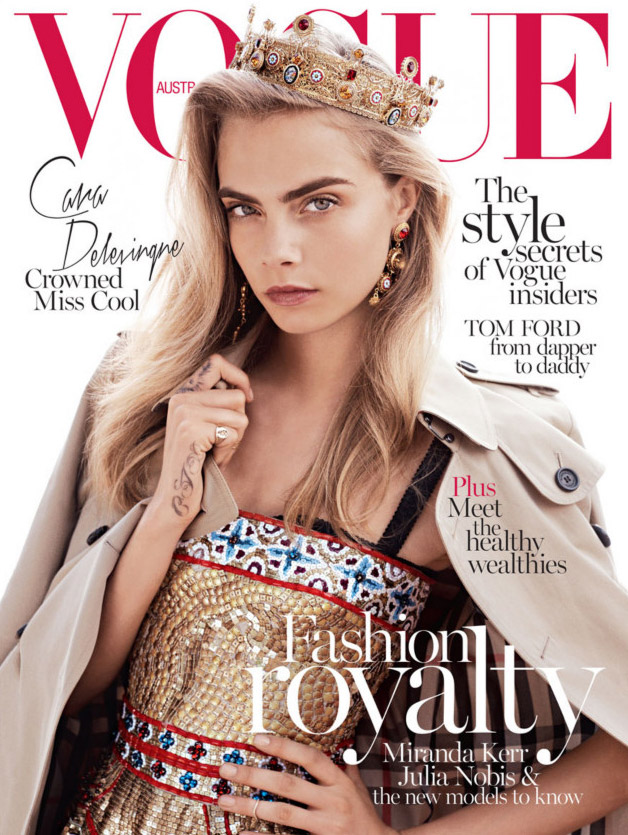 VOGUE
AUSTR
Cara
Delevingne
Crowned
Miss Cool
The
style
secrets
of Vogue
insiders
TOM FORD
from dapper
to daddy
Plus
Meet
the
healthy
wealthies
Fashion
royalty
Miranda Kerr
Julia Nobis &
the new models to know